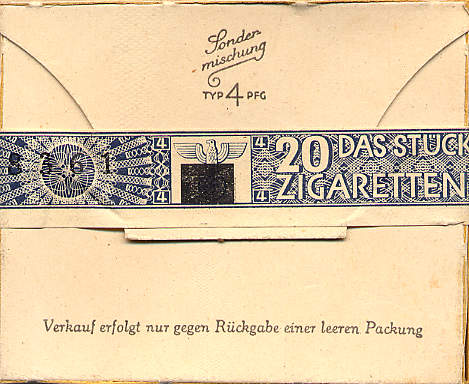 Sonder
mischung
TYP 4 PFG
4 4 20 DAS STÜCK
4 4 ZIGARETTEN
Verkauf erfolgt nur gegen Rückgabe einer leeren Packung